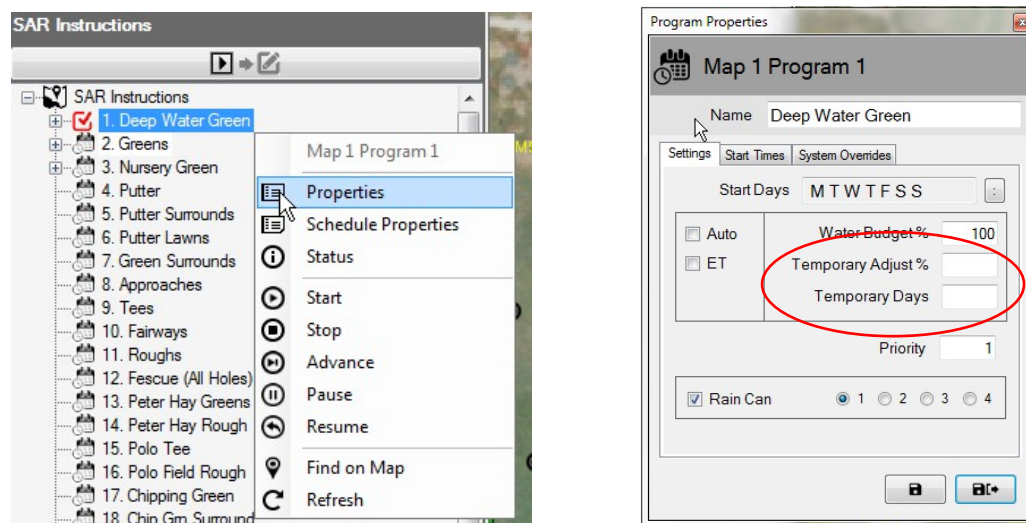 SAR Instructions
SAR Instructions
1. Deep Water Green
2. Greens
3. Nursery Green
4. Putter
5. Putter Surrounds
6. Putter Lawns
7. Green Surrounds
8. Approaches
9. Tees
10. Fairways
11. Roughs
12. Fescue (All Holes)
13. Peter Hay Greens
14. Peter Hay Rough
15. Polo Tee
16. Polo Field Rough
17. Chipping Green
18. Chip Grn Surround
Map 1 Program 1
Properties
Schedule Properties
Status
Start
Stop
Advance
Pause
Resume
Find on Map
Refresh
Program Properties
Map 1 Program 1
Name Deep Water Green
Settings Start Times System Overrides
Start Days M T W T F S S :
Auto Water Budget % 100
ET Temporary Adjust %
Temporary Days
Priority 1
Rain Can 1 2 3 4